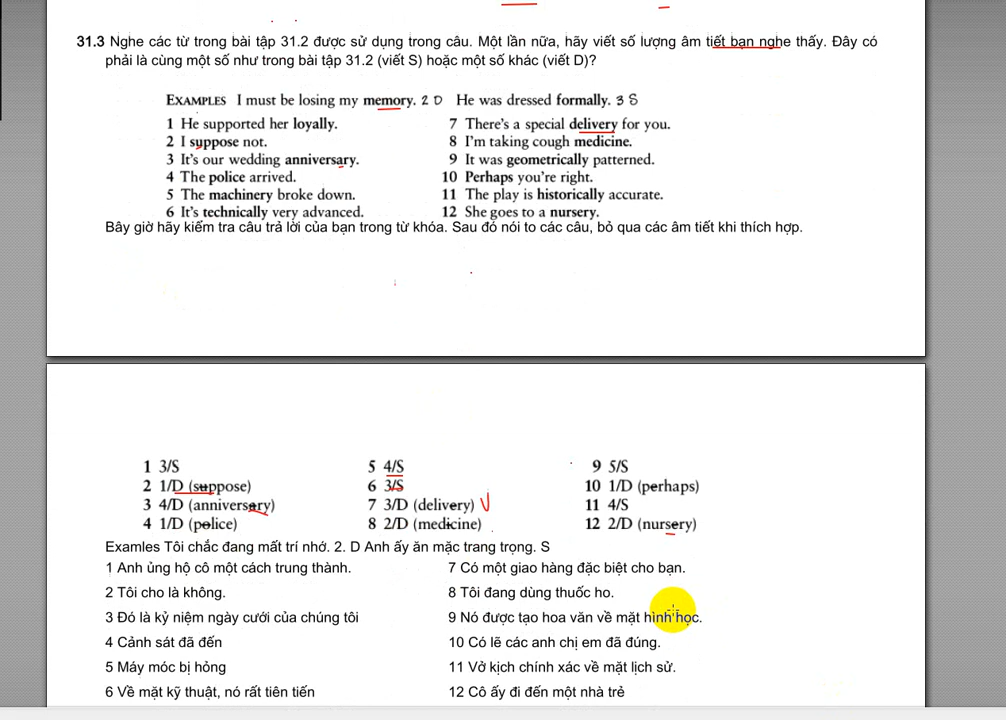 31.3 Nghe các từ trong bài tập 31.2 được sử dụng trong câu. Một lần nữa, hãy viết số lượng âm tiết bạn nghe thấy. Đây có
phải là cùng một số như trong bài tập 31.2 (viết S) hoặc một số khác (viết D)?
EXAMPLES I must be losing my memory. 2 D He was dressed formally. 3 S
1 He supported her loyally.
2 I suppose not.
3 It's our wedding anniversary.
4 The police arrived.
5 The machinery broke down.
6 It's technically very advanced.
7 There's a special delivery for you.
8 I'm taking cough medicine.
9 It was geometrically patterned.
10 Perhaps you're right.
11 The play is historically accurate.
12 She goes to a nursery.
Bây giờ hãy kiểm tra câu trả lời của bạn trong từ khóa. Sau đó nói to các câu, bỏ qua các âm tiết khi thích hợp.
1 3/S
2 1/D (suppose)
3 4/D (anniversary)
4 1/D (police)
5 4/S
6 3/S
7 3/D (delivery)
8 2/D (medicine)
9 5/S
10 1/D (perhaps)
11 4/S
12 2/D (nursery)
Examles Tôi chắc đang mất trí nhớ. 2. D Anh ấy ăn mặc trang trọng. S
1 Anh ủng hộ cô một cách trung thành.
2 Tôi cho là không.
3 Đó là kỷ niệm ngày cưới của chúng tôi
4 Cảnh sát đã đến
5 Máy móc bị hỏng
6 Về mặt kỹ thuật, nó rất tiên tiến
7 Có một giao hàng đặc biệt cho bạn.
8 Tôi đang dùng thuốc ho.
9 Nó được tạo hoa văn về mặt hình học.
10 Có lẽ các anh chị em đã đúng.
11 Vở kịch chính xác về mặt lịch sử.
12 Cô ấy đi đến một nhà trẻ